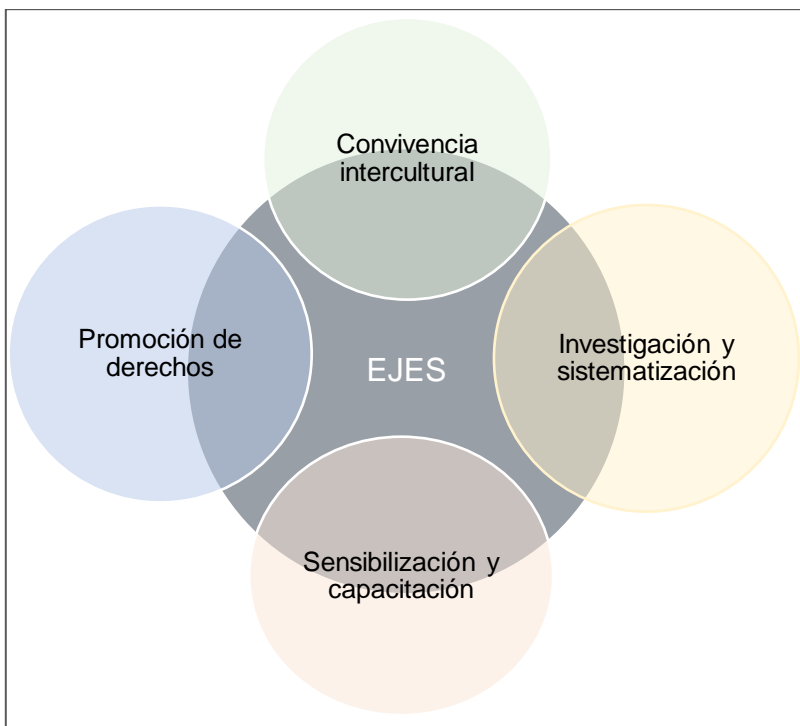 Convivencia
intercultural
Promoción de
derechos
EJES
Investigación y
sistematización
Sensibilización y
capacitación